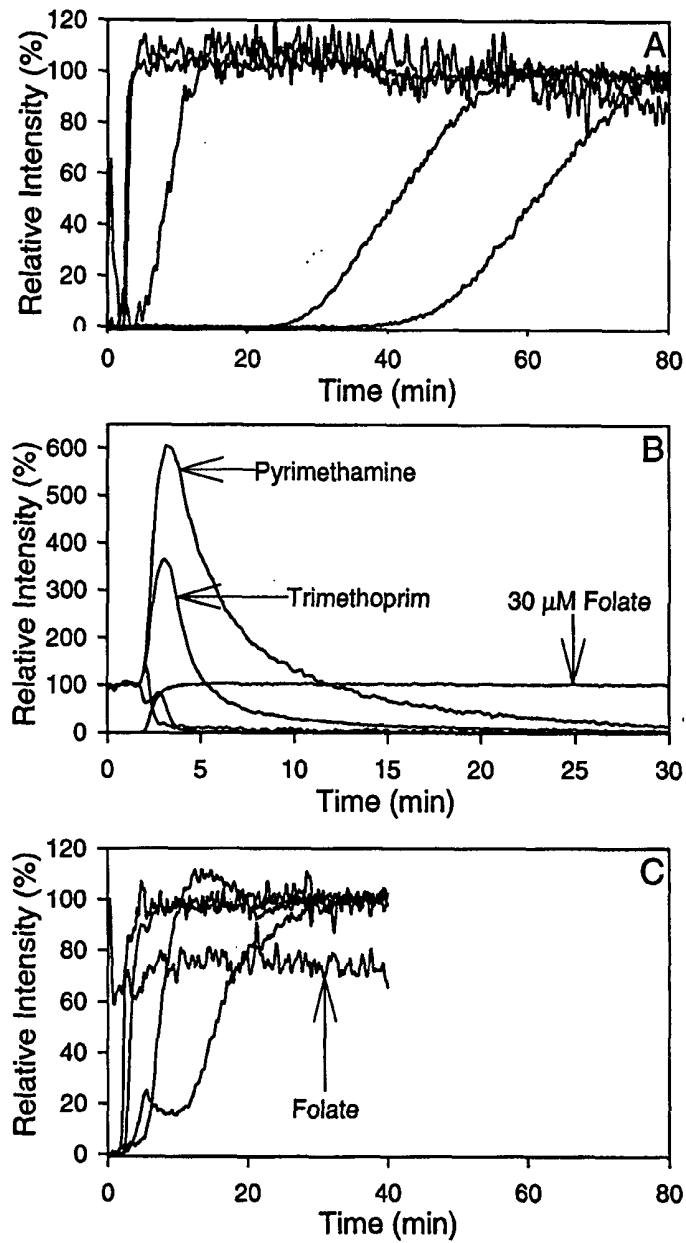 A
Relative Intensity (%)
120
100
80
60
40
20
0
0 20 40 60 80
Time (min)
B
Relative Intensity (%)
600
500
400
300
200
100
0
Pyrimethamine
Trimethoprim
30 μM Folate
0 5 10 15 20 25 30
Time (min)
C
Relative Intensity (%)
120
100
80
60
40
20
0
Folate
0 20 40 60 80
Time (min)